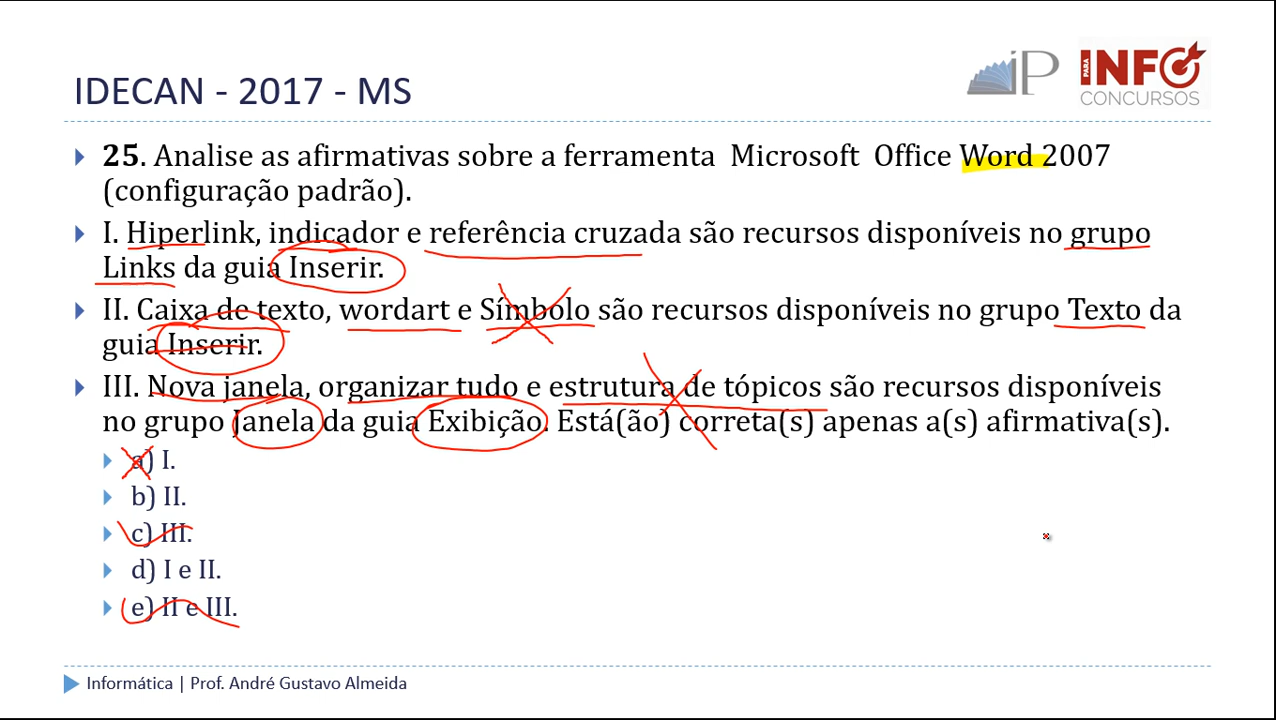 IDECAN - 2017 - MS
iP
PARA INFO
CONCURSOS
25. Analise as afirmativas sobre a ferramenta Microsoft Office Word 2007
(configuração padrão).
I. Hiperlink, indicador e referência cruzada são recursos disponíveis no grupo
Links da guia Inserir.
II. Caixa de texto, wordart e Símbolo são recursos disponíveis no grupo Texto da
guia Inserir.
III. Nova janela, organizar tudo e estrutura de tópicos são recursos disponíveis
no grupo Janela da guia Exibição. Está(ão) correta(s) apenas a(s) afirmativa(s).
a) I.
b) II.
c) III.
d) I e II.
e) II e III.
Informática | Prof. André Gustavo Almeida